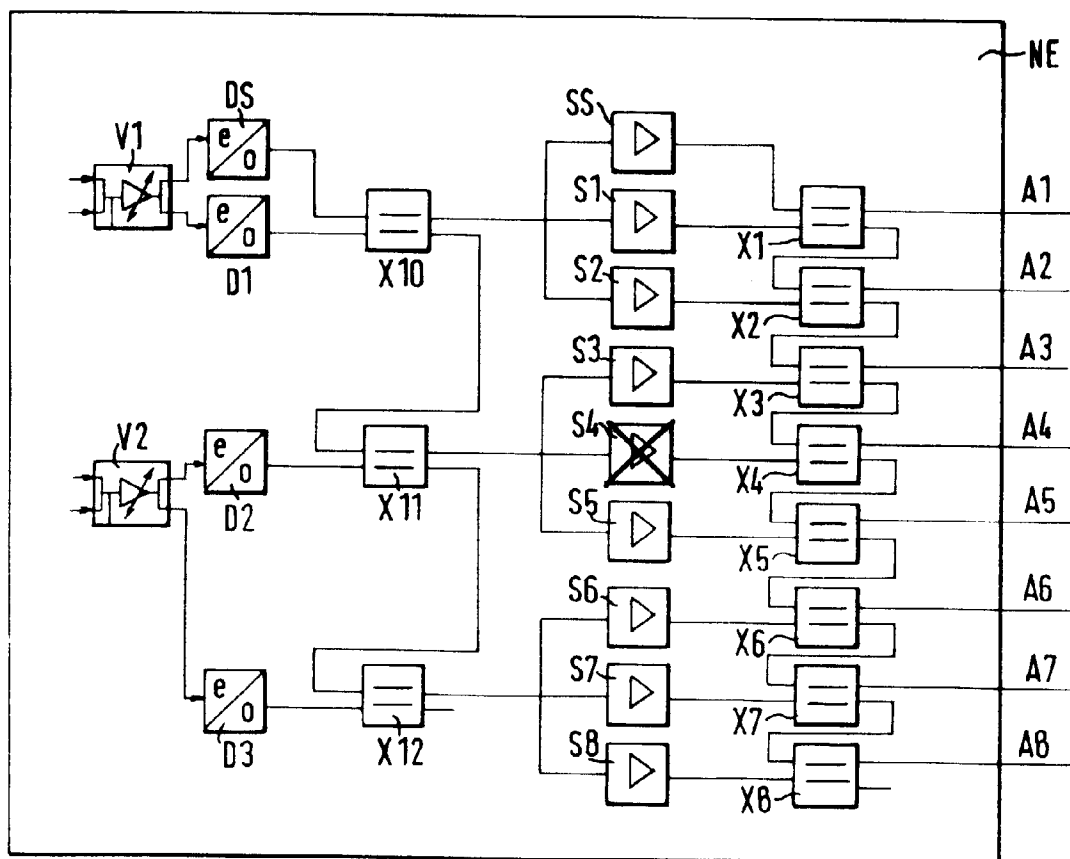 NE
DS
SS
V1
e
o
A1
S1
e
o
X1
D1
X10
S2
A2
X2
S3
A3
X3
V2
S4
A4
e
o
X4
D2
X11
S5
A5
X5
S6
A6
X6
S7
A7
e
o
X7
D3
X12
S8
A8
X8